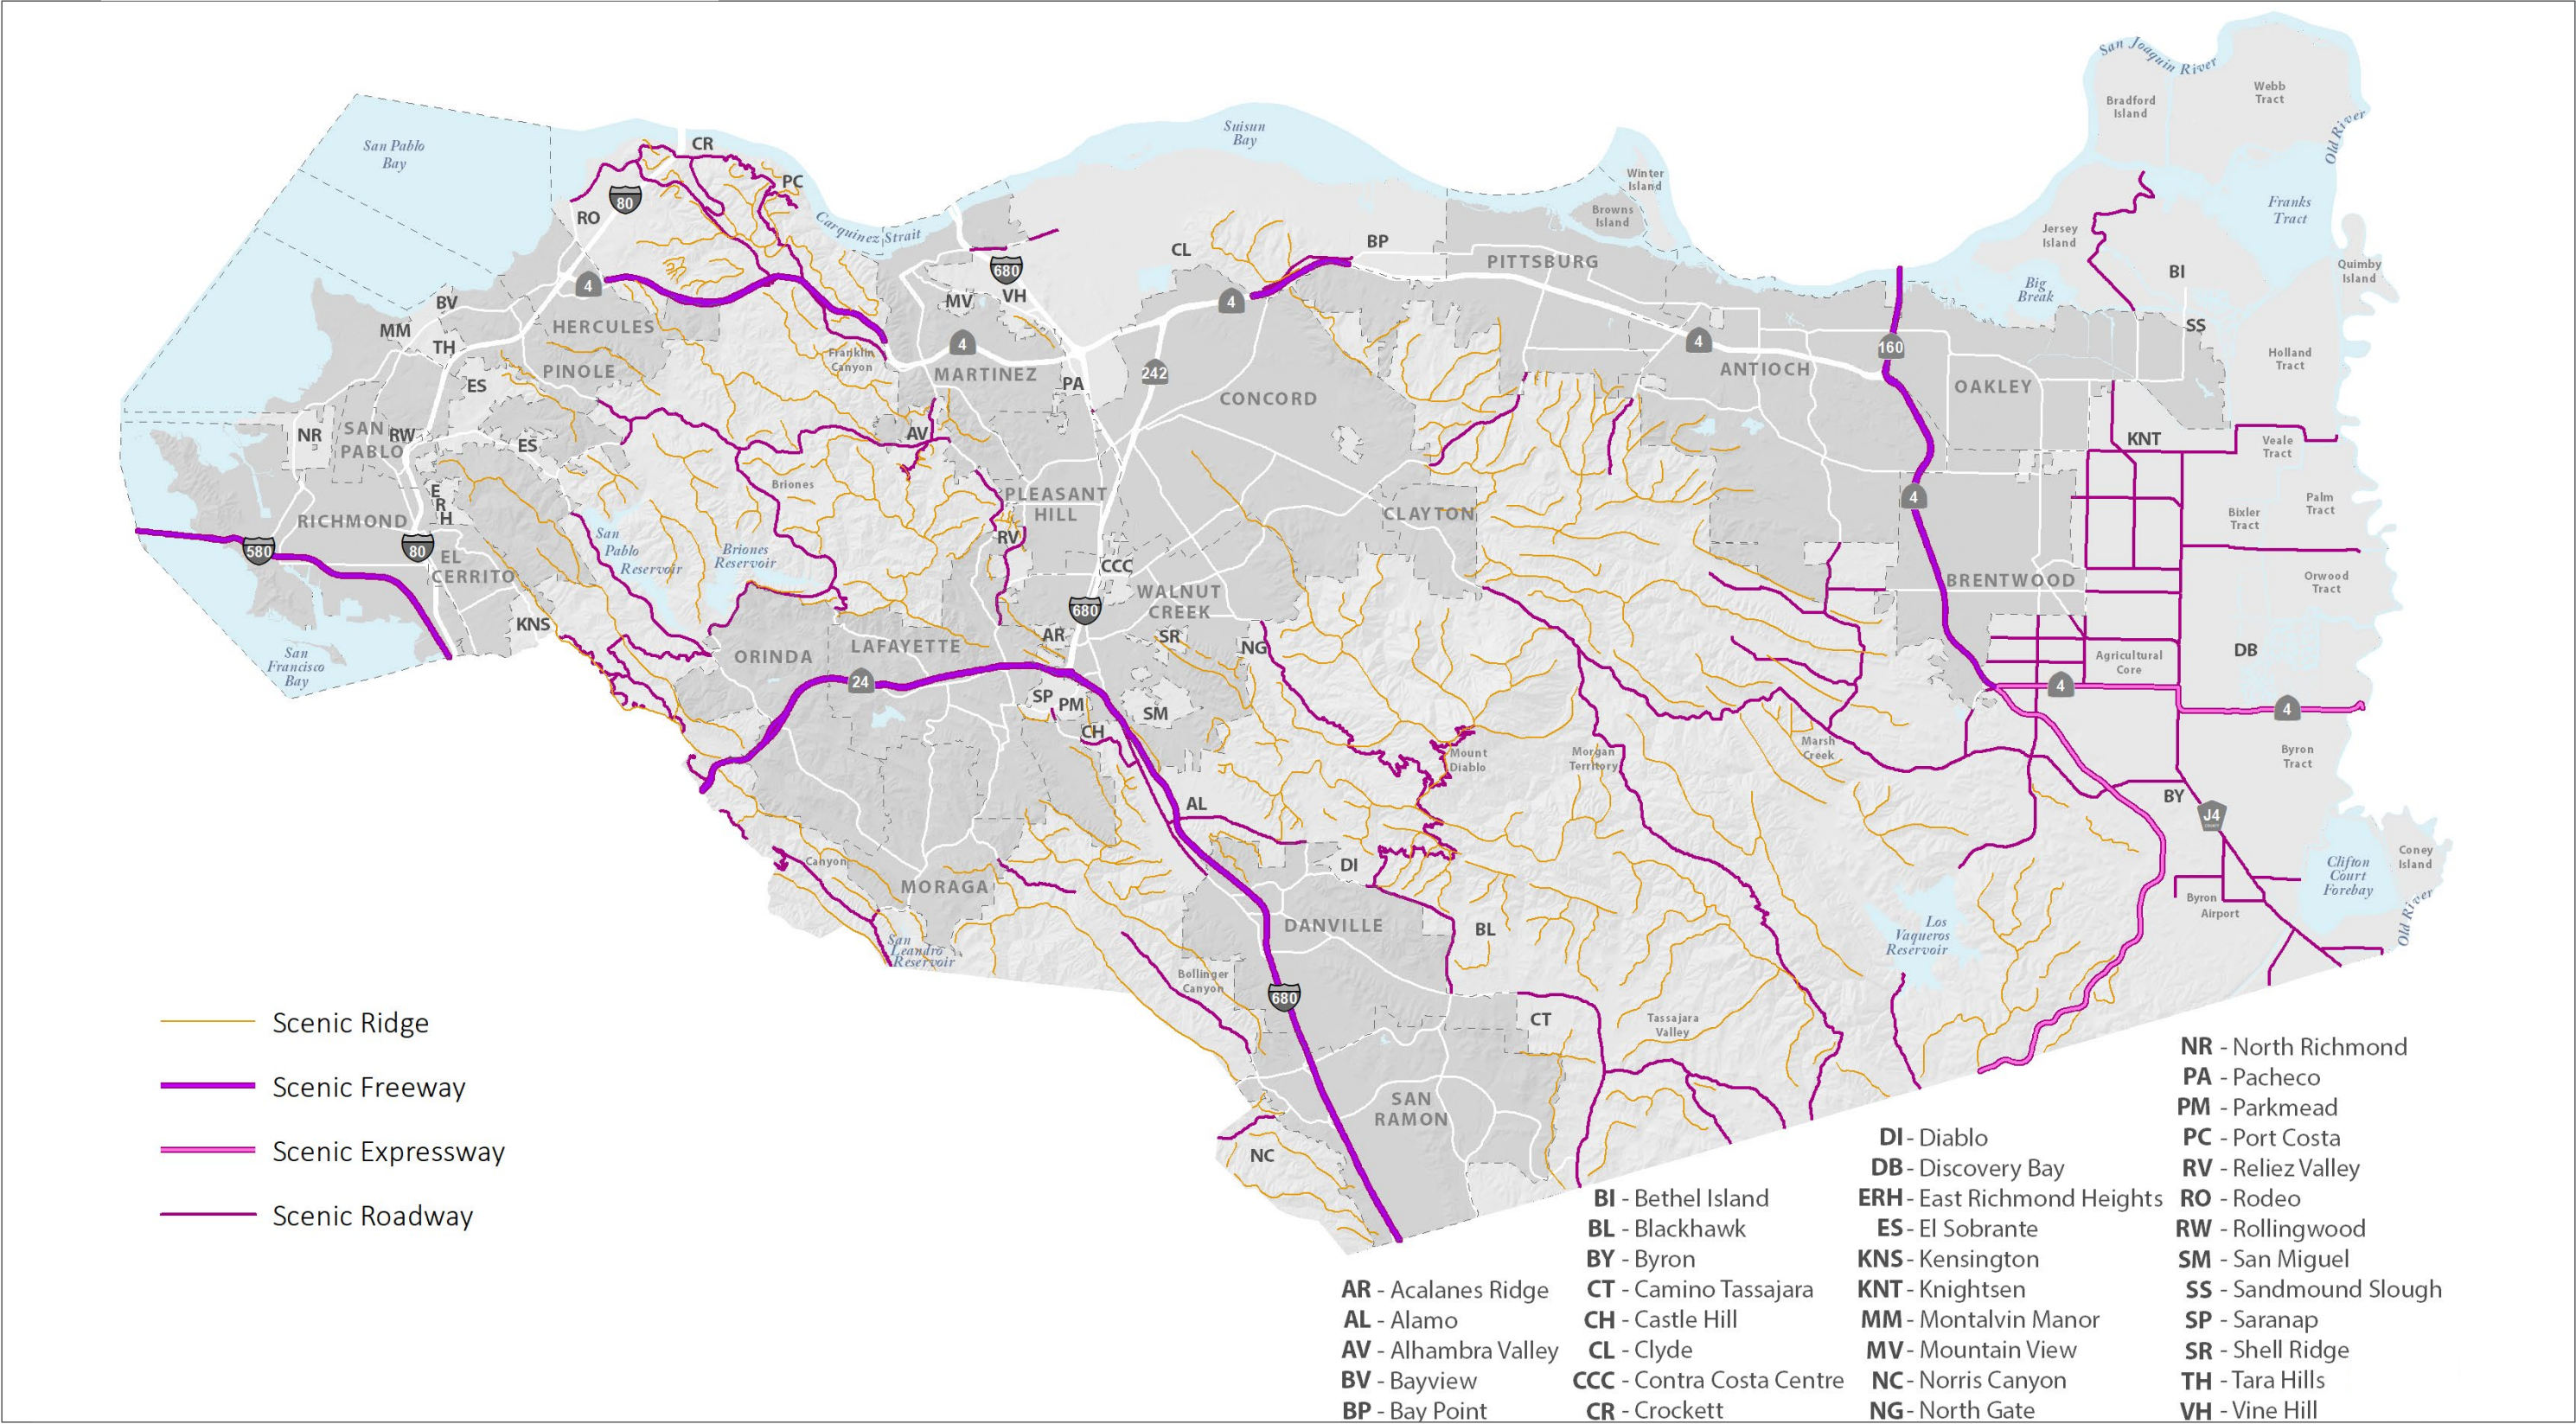 San Joaquin River
Bradford
Island
Webb
Tract
Old River
San Pablo
Bay
Suisun
Bay
CR
PC
80
RO
Carquinez Strait
Winter
Island
Browns
Island
Franks
Tract
Jersey
Island
BI
Quimby
Island
CL
BP
PITTSBURG
680
4
MV
VH
4
Big
Break
BV
MM
TH
HERCULES
SS
4
4
160
Franklin
Canyon
MARTINEZ
PA
242
ANTIOCH
OAKLEY
Holland
Tract
ES
PINOLE
CONCORD
NR
SAN
PABLO
RW
ES
AV
KNT
Veale
Tract
Briones
PLEASANT
HILL
E
R
H
RICHMOND
CLAYTON
4
Palm
Tract
Bixler
Tract
580
80
EL
CERRITO
San
Pablo
Reservoir
Briones
Reservoir
RV
CCC
BRENTWOOD
Orwood
Tract
WALNUT
CREEK
680
KNS
AR
SR
NG
San
Francisco
Bay
ORINDA
LAFAYETTE
24
Agricultural
Core
DB
SP
PM
SM
CH
4
4
Mount
Diablo
Morgan
Territory
Marsh
Creek
Byron
Tract
AL
BY
J4
Canyon
MORAGA
DI
Clifton
Court
Forebay
Coney
Island
Old River
DANVILLE
BL
Byron
Airport
San
Leandro
Reservoir
Los
Vaqueros
Reservoir
Bollinger
Canyon
680
CT
Tassajara
Valley
SAN
RAMON
NC
Scenic Ridge
Scenic Freeway
Scenic Expressway
Scenic Roadway
AR - Acalanes Ridge
AL - Alamo
AV - Alhambra Valley
BV - Bayview
BP - Bay Point
BI - Bethel Island
BL - Blackhawk
BY - Byron
CT - Camino Tassajara
CH - Castle Hill
CL - Clyde
CCC - Contra Costa Centre
CR - Crockett
DI - Diablo
DB - Discovery Bay
ERH - East Richmond Heights
ES - El Sobrante
KNS - Kensington
KNT - Knightsen
MM - Montalvin Manor
MV - Mountain View
NC - Norris Canyon
NG - North Gate
NR - North Richmond
PA - Pacheco
PM - Parkmead
PC - Port Costa
RV - Reliez Valley
RO - Rodeo
RW - Rollingwood
SM - San Miguel
SS - Sandmound Slough
SP - Saranap
SR - Shell Ridge
TH - Tara Hills
VH - Vine Hill